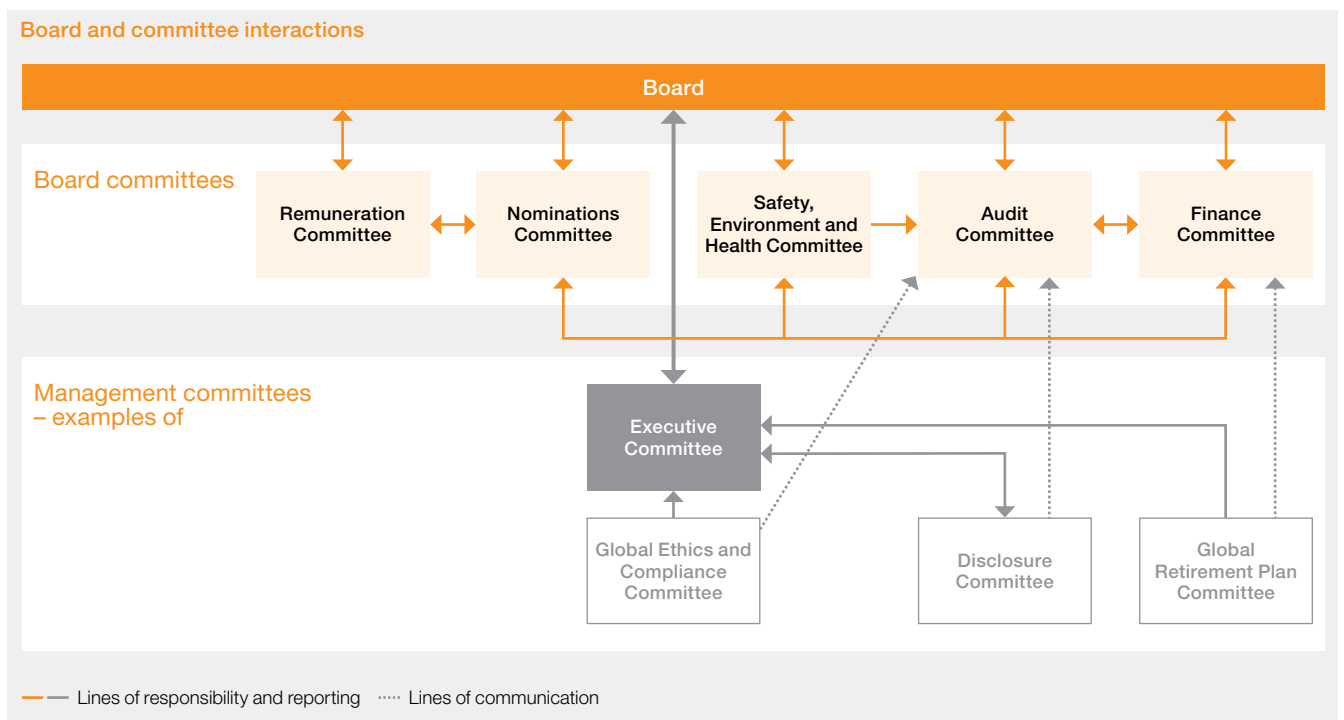 Board and committee interactions
Board
Board committees
Remuneration
Committee
Nominations
Committee
Safety,
Environment and
Health Committee
Audit
Committee
Finance
Committee
Management committees
– examples of
Executive
Committee
Global Ethics and
Compliance
Committee
Disclosure
Committee
Global
Retirement Plan
Committee
Lines of responsibility and reporting
Lines of communication